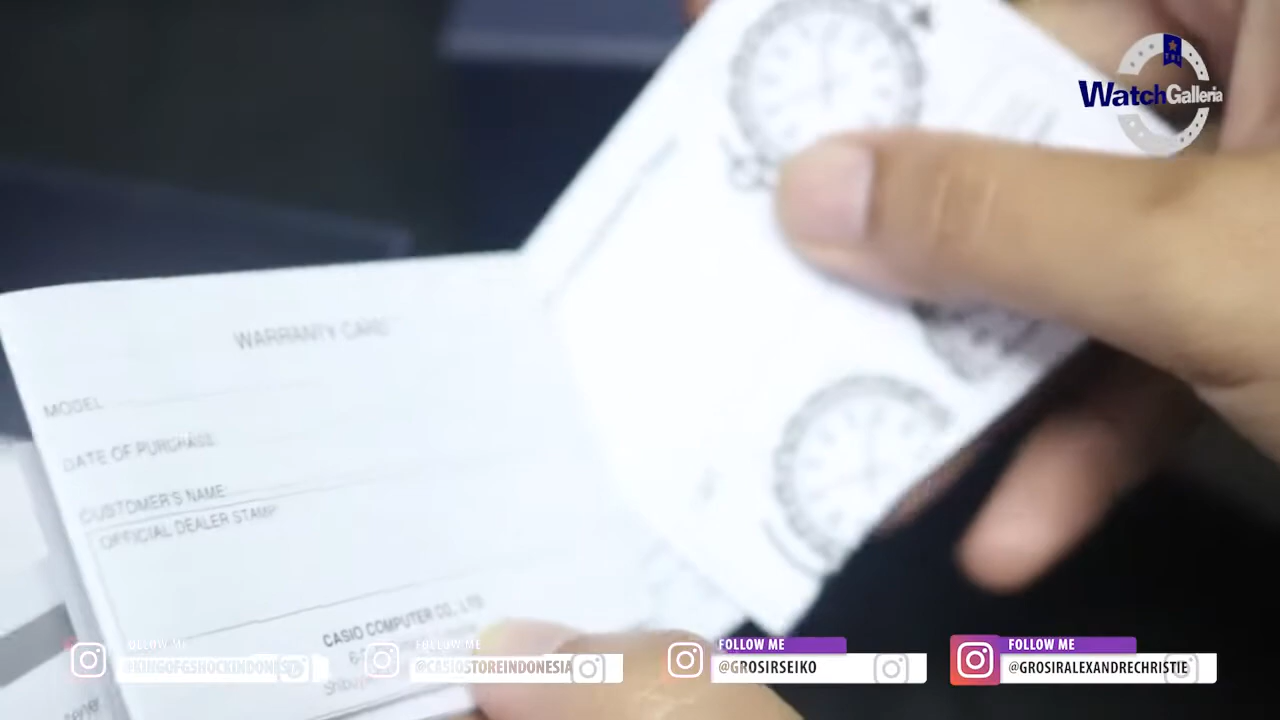 WatchGalleria
WARRANTY CARD
MODEL
DATE OF PURCHASE
CUSTOMER'S NAME
OFFICIAL DEALER STAMP
CASIO COMPUTER CO., LTD
FOLLOW ME
@KINGOFGSHOCKINDONESIA
FOLLOW ME
@CASIOSTOREINDONESIA
FOLLOW ME
@GROSIRSEIKO
FOLLOW ME
@GROSIRALEXANDRECHRISTIE